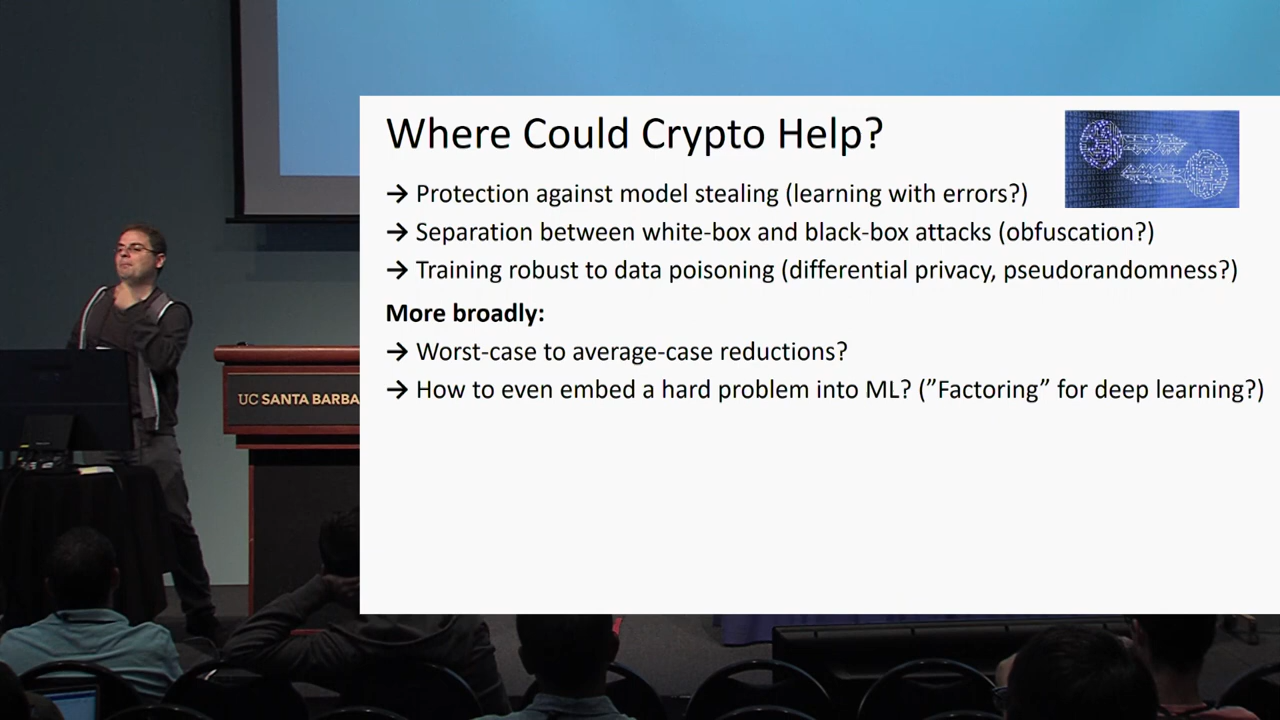 Where Could Crypto Help?
→ Protection against model stealing (learning with errors?)
→ Separation between white-box and black-box attacks (obfuscation?)
→ Training robust to data poisoning (differential privacy, pseudorandomness?)
More broadly:
→ Worst-case to average-case reductions?
→ How to even embed a hard problem into ML? (”Factoring” for deep learning?)
UC SANTA BARBA